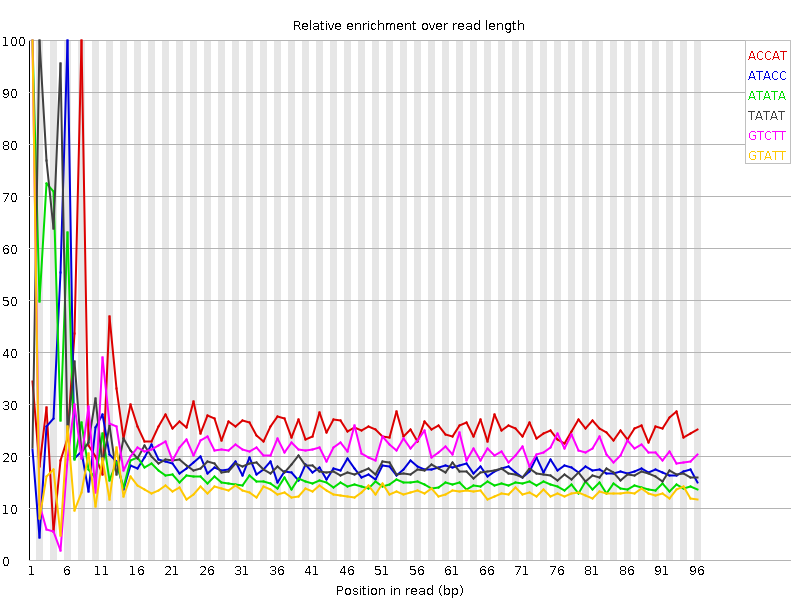 Relative enrichment over read length
100
90
80
70
60
50
40
30
20
10
0
ACCAT
ATACC
ATATA
TATAT
GTCTT
GTATT
1 6 11 16 21 26 31 36 41 46 51 56 61 66 71 76 81 86 91 96
Position in read (bp)